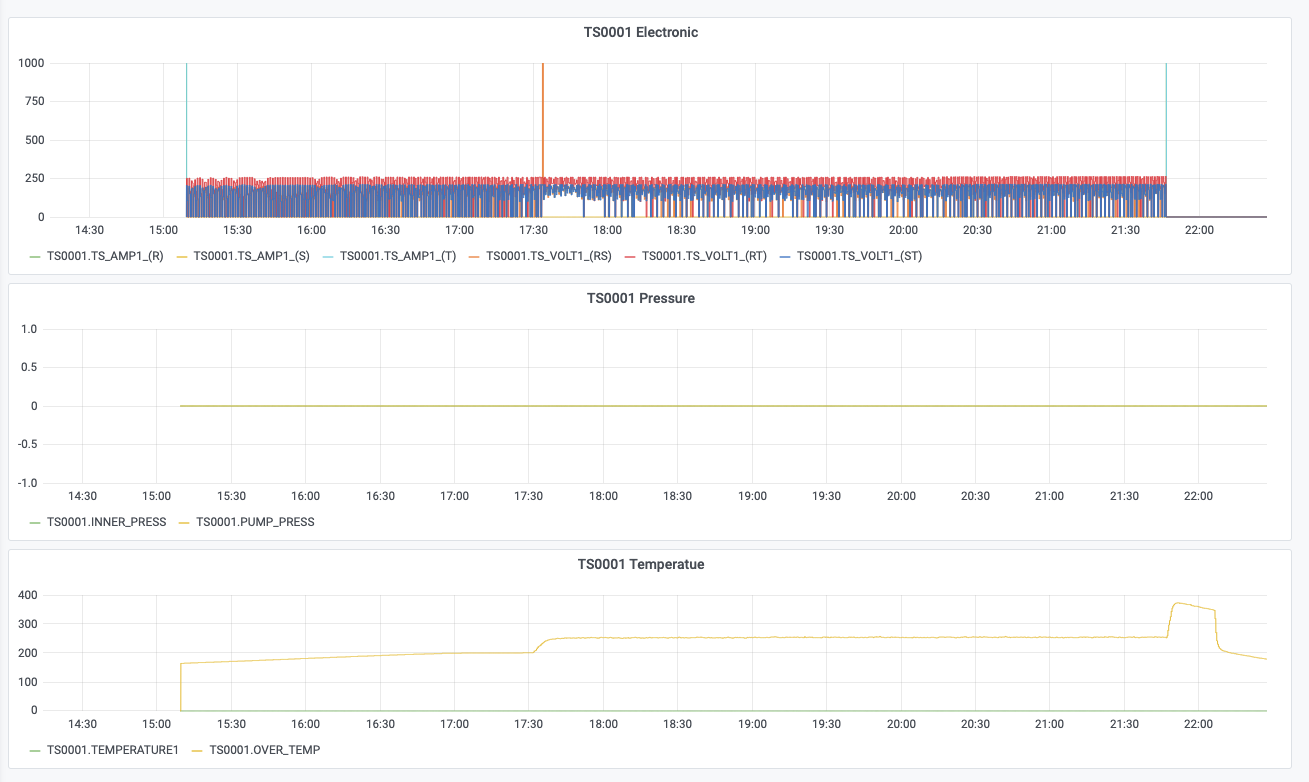 TS0001 Electronic
1000
750
500
250
0
14:30 15:00 15:30 16:00 16:30 17:00 17:30 18:00 18:30 19:00 19:30 20:00 20:30 21:00 21:30 22:00
TS0001.TS_AMP1_(R) TS0001.TS_AMP1_(S) TS0001.TS_AMP1_(T) TS0001.TS_VOLT1_(RS) TS0001.TS_VOLT1_(RT) TS0001.TS_VOLT1_(ST)
TS0001 Pressure
1.0
0.5
0
-0.5
-1.0
14:30 15:00 15:30 16:00 16:30 17:00 17:30 18:00 18:30 19:00 19:30 20:00 20:30 21:00 21:30 22:00
TS0001.INNER_PRESS TS0001.PUMP_PRESS
TS0001 Temperatue
400
300
200
100
0
14:30 15:00 15:30 16:00 16:30 17:00 17:30 18:00 18:30 19:00 19:30 20:00 20:30 21:00 21:30 22:00
TS0001.TEMPERATURE1 TS0001.OVER_TEMP